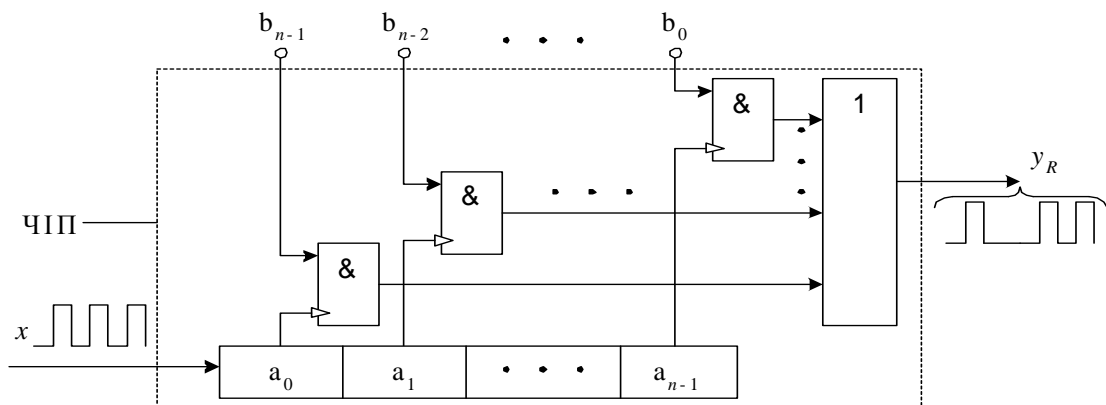 b_{n-1} b_{n-2} • • • b_0
& 1
y_R
&
ЧІП
&
x
a_0 a_1 • • • a_{n-1}